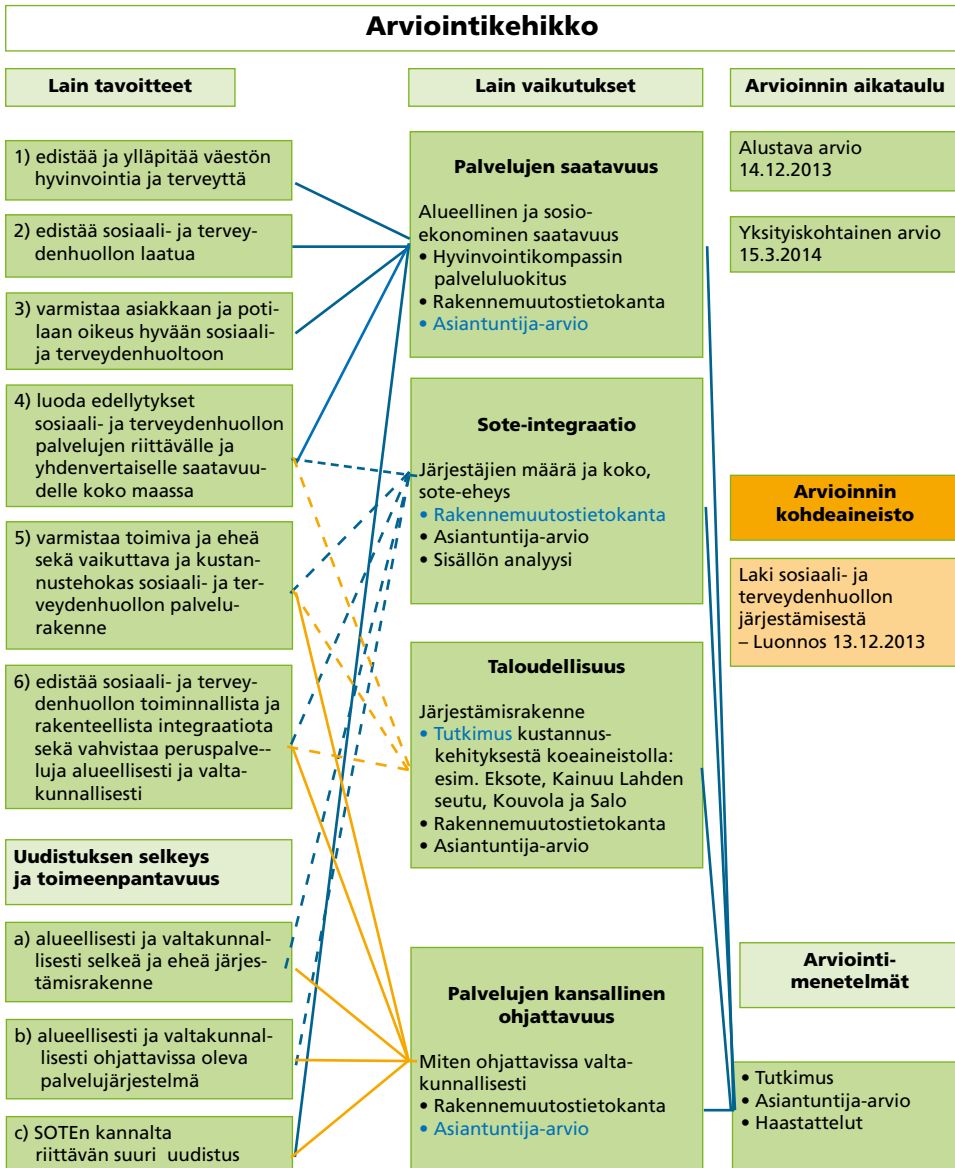 Arviointikehikko
Lain tavoitteet
1) edistää ja ylläpitää väestön
hyvinvointia ja terveyttä
2) edistää sosiaali- ja tervey-
denhuollon laatua
3) varmistaa asiakkaan ja poti-
laan oikeus hyvään sosiaali-
ja terveydenhuoltoon
4) luoda edellytykset
sosiaali- ja terveydenhuollon
palvelujen riittävälle ja
yhdenvertaiselle saatavuu-
delle koko maassa
5) varmistaa toimiva ja eheä
sekä vaikuttava ja kustan-
nustehokas sosiaali- ja ter-
veydenhuollon palvelu-
rakenne
6) edistää sosiaali- ja tervey-
denhuollon toiminnallista ja
rakenteellista integraatiota
sekä vahvistaa peruspalve--
luja alueellisesti ja valta-
kunnallisesti
Uudistuksen selkeys
ja toimeenpantavuus
a) alueellisesti ja valtakunnal-
lisesti selkeä ja eheä järjes-
tämisrakenne
b) alueellisesti ja valtakunnal-
lisesti ohjattavissa oleva
palvelujärjestelmä
c) SOTEn kannalta
riittävän suuri uudistus
Lain vaikutukset
Palvelujen saatavuus
Alueellinen ja sosio-
ekonominen saatavuus
• Hyvinvointikompassin
palveluluokitus
• Rakennemuutostietokanta
• Asiantuntija-arvio
Sote-integraatio
Järjestäjien määrä ja koko,
sote-eheys
• Rakennemuutostietokanta
• Asiantuntija-arvio
• Sisällön analyysi
Taloudellisuus
Järjestämisrakenne
• Tutkimus kustannus-
kehityksestä koeaineistolla:
esim. Eksote, Kainuu Lahden
seutu, Kouvola ja Salo
• Rakennemuutostietokanta
• Asiantuntija-arvio
Palvelujen kansallinen
ohjattavuus
Miten ohjattavissa valta-
kunnallisesti
• Rakennemuutostietokanta
• Asiantuntija-arvio
Arvioinnin aikataulu
Alustava arvio
14.12.2013
Yksityiskohtainen arvio
15.3.2014
Arvioinnin
kohdeaineisto
Laki sosiaali- ja
terveydenhuollon
järjestämisestä
– Luonnos 13.12.2013
Arviointi-
menetelmät
• Tutkimus
• Asiantuntija-arvio
• Haastattelut